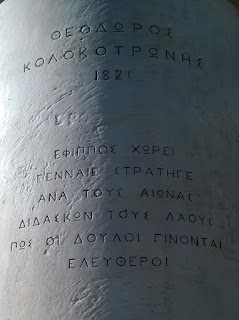 ΘΕΟΔΩΡΟΣ
ΚΟΛΟΚΟΤΡΩΝΗΣ
1821
ΕΦΙΠΠΟΣ ΧΩΡΕΙ
ΓΕΝΝΑΙΕ ΣΤΡΑΤΗΓΕ
ΑΝΑ ΤΟΥΣ ΑΙΩΝΑΣ
ΔΙΔΑΣΚΩΝ ΤΟΥΣ ΛΑΟΥΣ
ΠΩΣ ΟΙ ΔΟΥΛΟΙ ΓΙΝΟΝΤΑΙ
ΕΛΕΥΘΕΡΟΙ